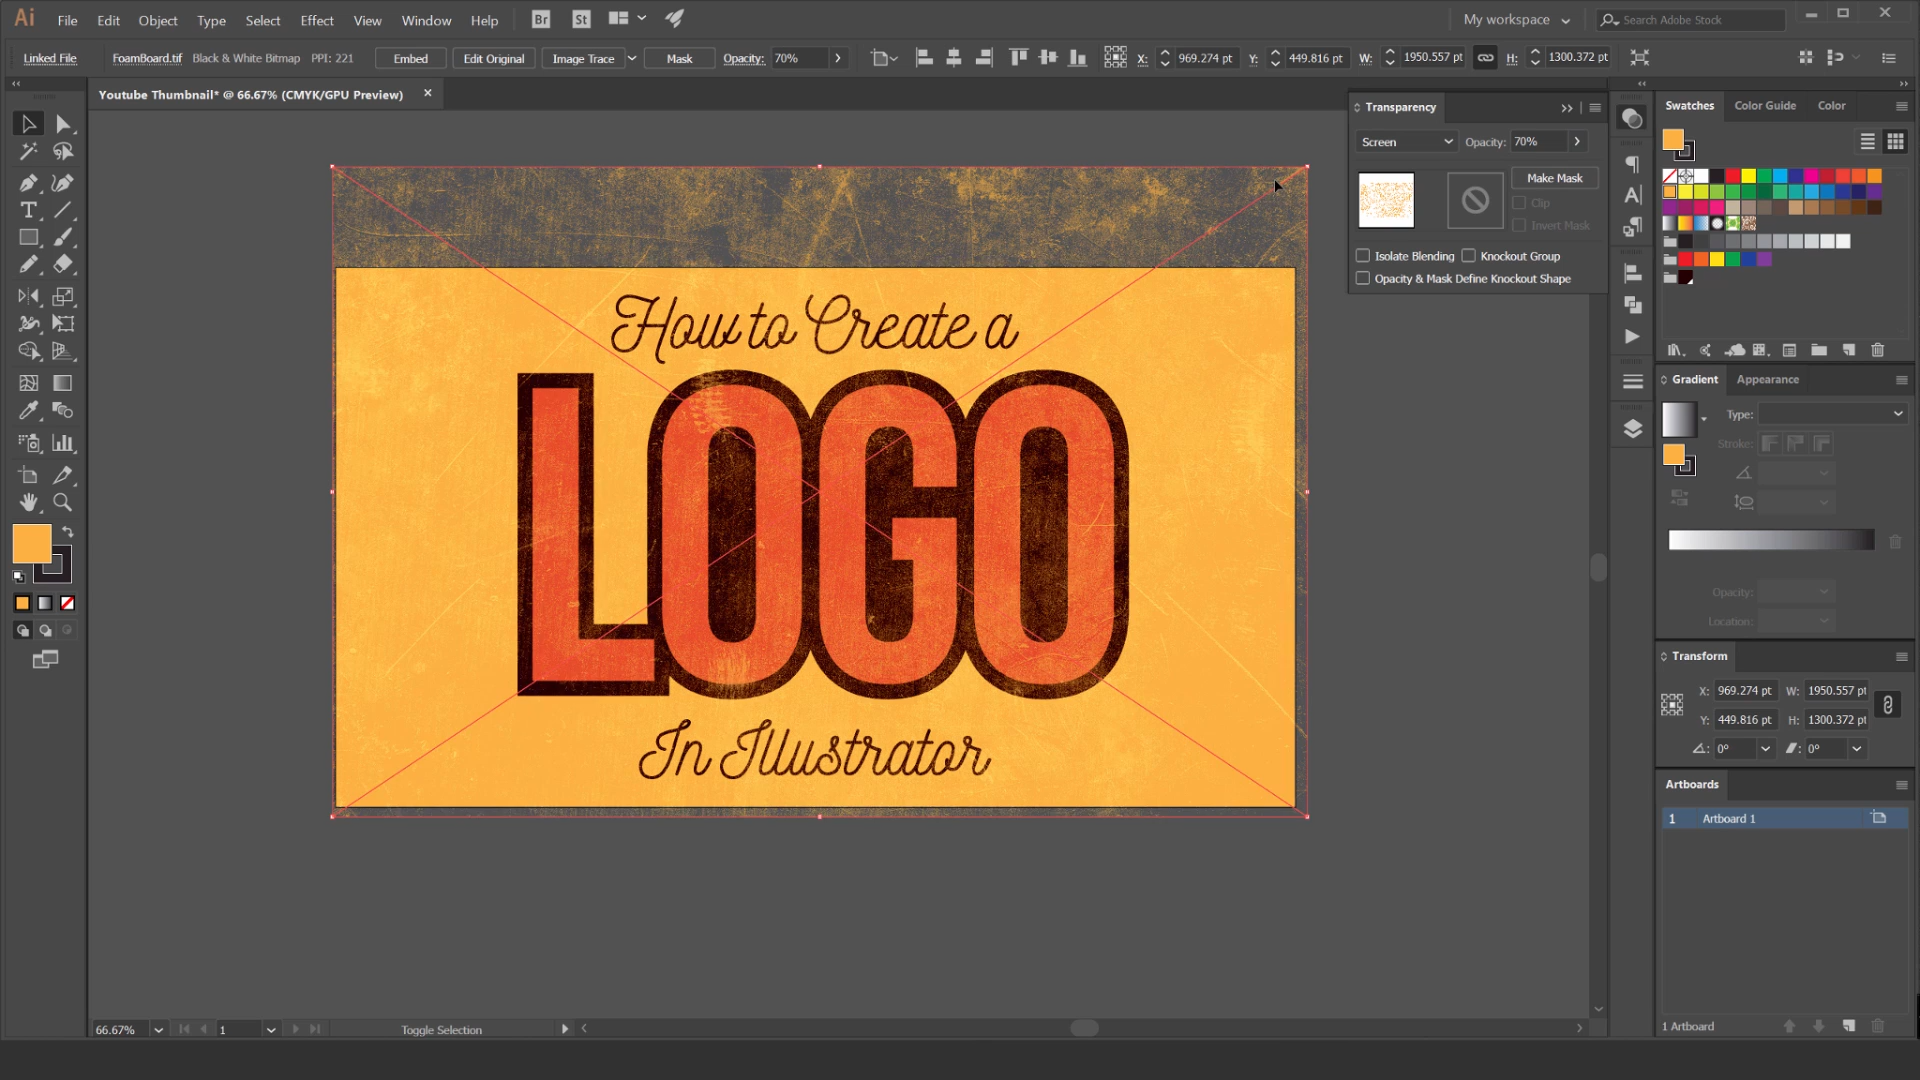 Ai File Edit Object Type Select Effect View Window Help Br St My workspace Search Adobe Stock
Linked File FoamBoard.tif Black & White Bitmap PPI: 221 Embed Edit Original Image Trace Mask Opacity: 70% X: 969.274 pt Y: 449.816 pt W: 1950.557 pt H: 1300.372 pt
Youtube Thumbnail* @ 66.67% (CMYK/GPU Preview)
Transparency
Screen Opacity: 70%
Make Mask
Clip
Invert Mask
Isolate Blending Knockout Group
Opacity & Mask Define Knockout Shape
How to Create a
LOGO
In Illustrator
Swatches Color Guide Color
Gradient Appearance
Type:
Stroke:
Opacity:
Location:
Transform
X: 969.274 pt W: 1950.557 pt
Y: 449.816 pt H: 1300.372 pt
0° 0°
Artboards
1 Artboard 1
1 Artboard
66.67% 1 Toggle Selection